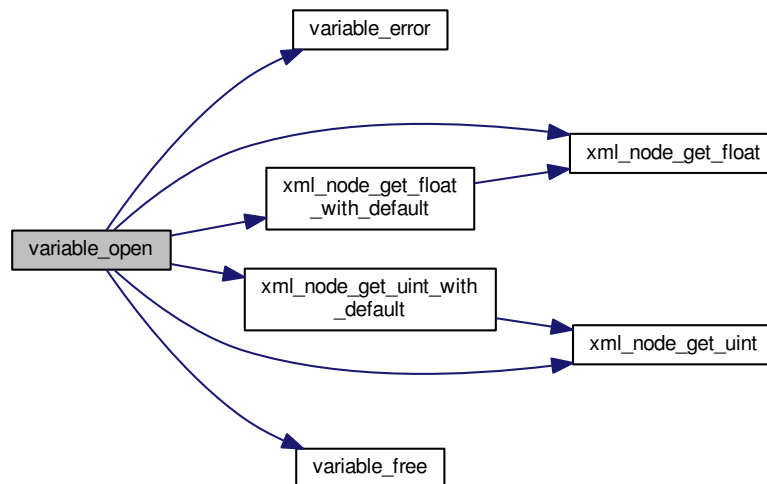 variable_error
xml_node_get_float
xml_node_get_float
_with_default
variable_open
xml_node_get_uint_with
_default
xml_node_get_uint
variable_free